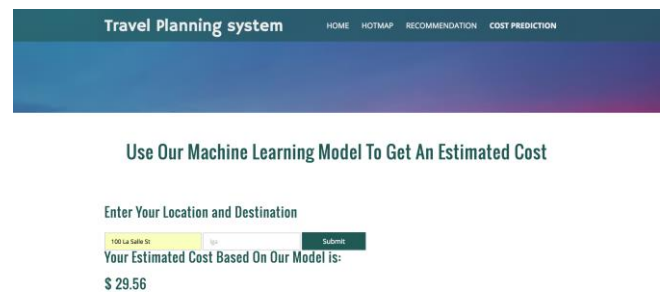 Travel Planning system HOME HOTMAP RECOMMENDATION COST PREDICTION
Use Our Machine Learning Model To Get An Estimated Cost
Enter Your Location and Destination
100 La Salle St Submit
Your Estimated Cost Based On Our Model is:
$ 29.56